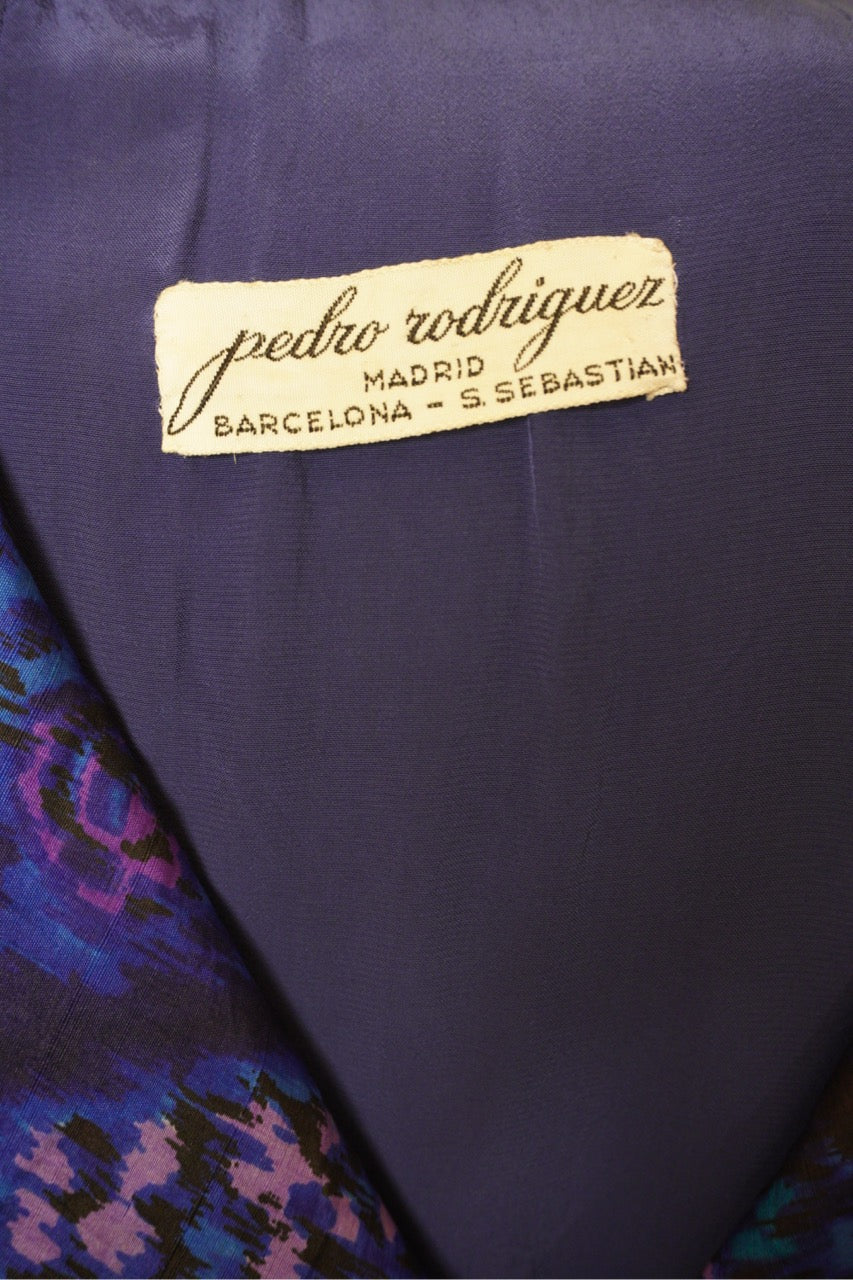 pedro rodriguez
MADRID
BARCELONA - S. SEBASTIAN